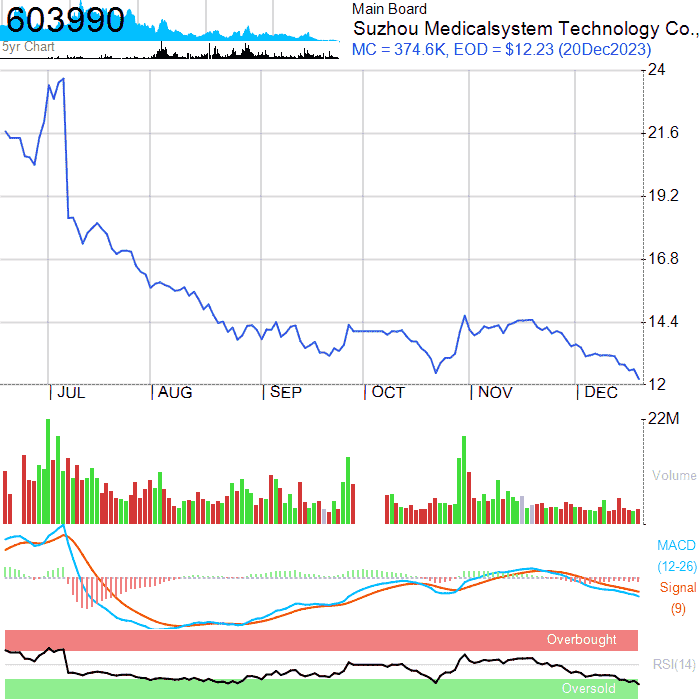 603990
5yr Chart
Main Board
Suzhou Medicalsystem Technology Co.,
MC = 374.6K, EOD = $12.23 (20Dec2023)
24
21.6
19.2
16.8
14.4
12
JUL AUG SEP OCT NOV DEC
22M
Volume
MACD
(12-26)
Signal
(9)
Overbought
RSI(14)
Oversold